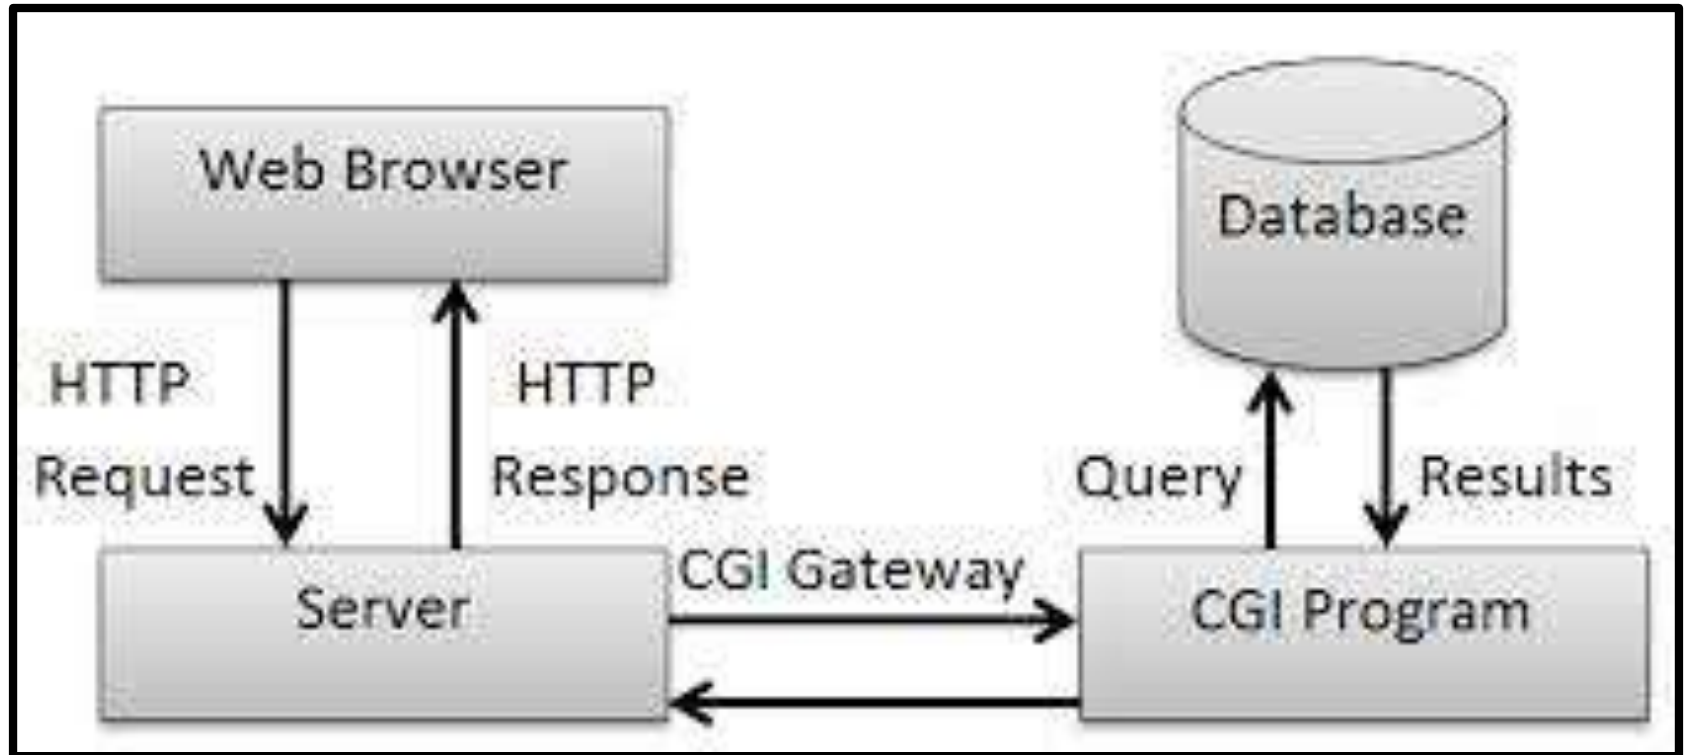 Web Browser
Database
HTTP
Request
HTTP
Response
Query
Results
Server
CGI Gateway
CGI Program